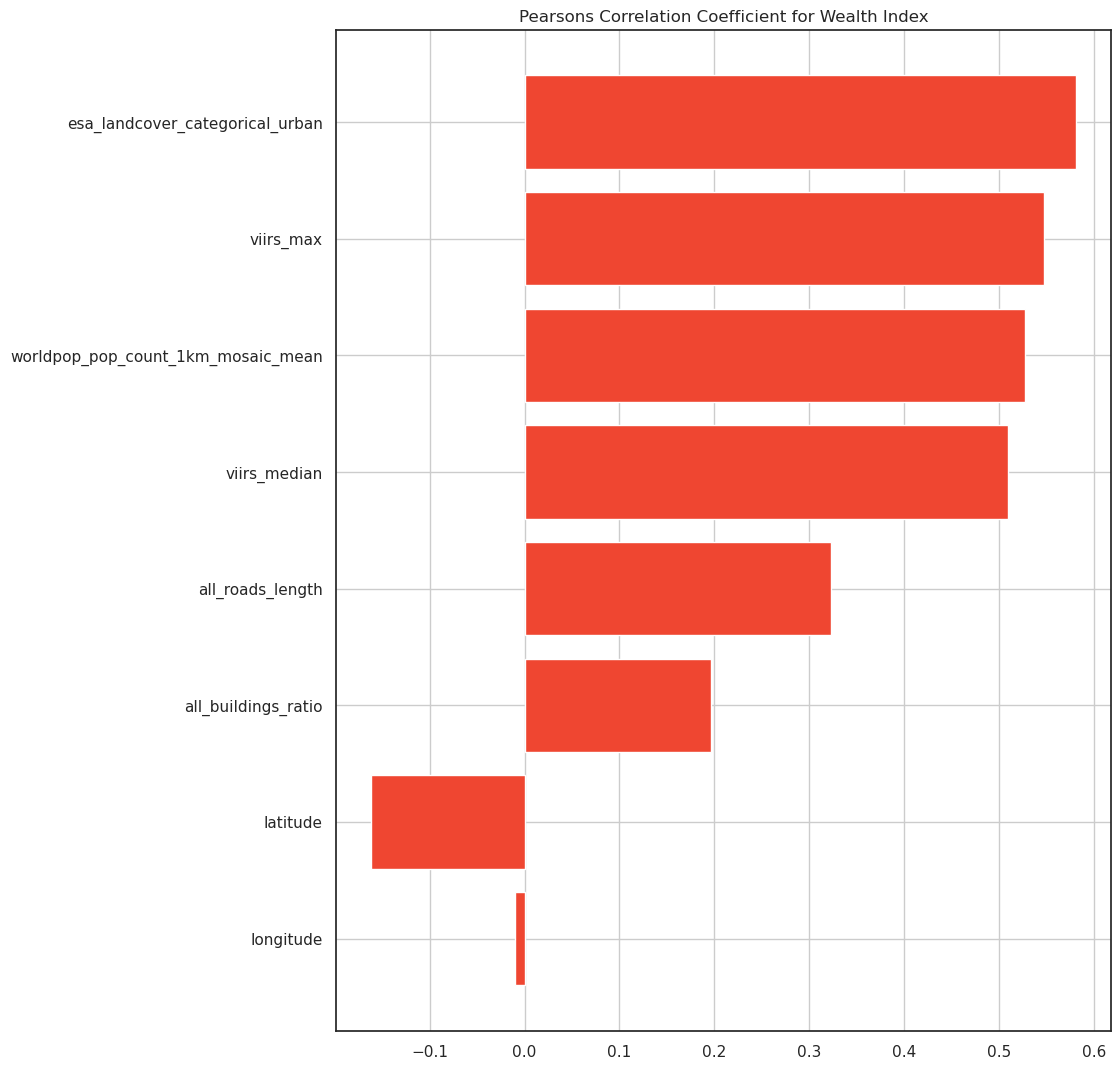 Pearsons Correlation Coefficient for Wealth Index
esa_landcover_categorical_urban
viirs_max
worldpop_pop_count_1km_mosaic_mean
viirs_median
all_roads_length
all_buildings_ratio
latitude
longitude
−0.1 0.0 0.1 0.2 0.3 0.4 0.5 0.6